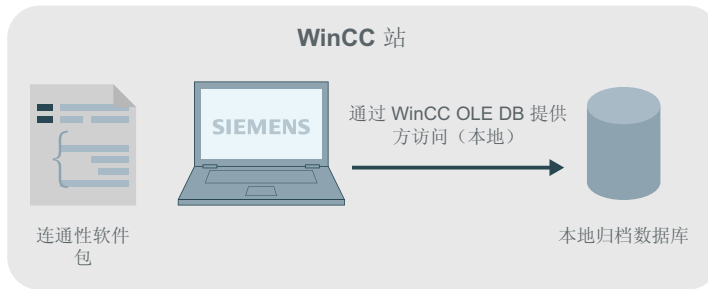 WinCC 站
SIEMENS
通过 WinCC OLE DB 提供
方访问（本地）
连通性软件
包
本地归档数据库